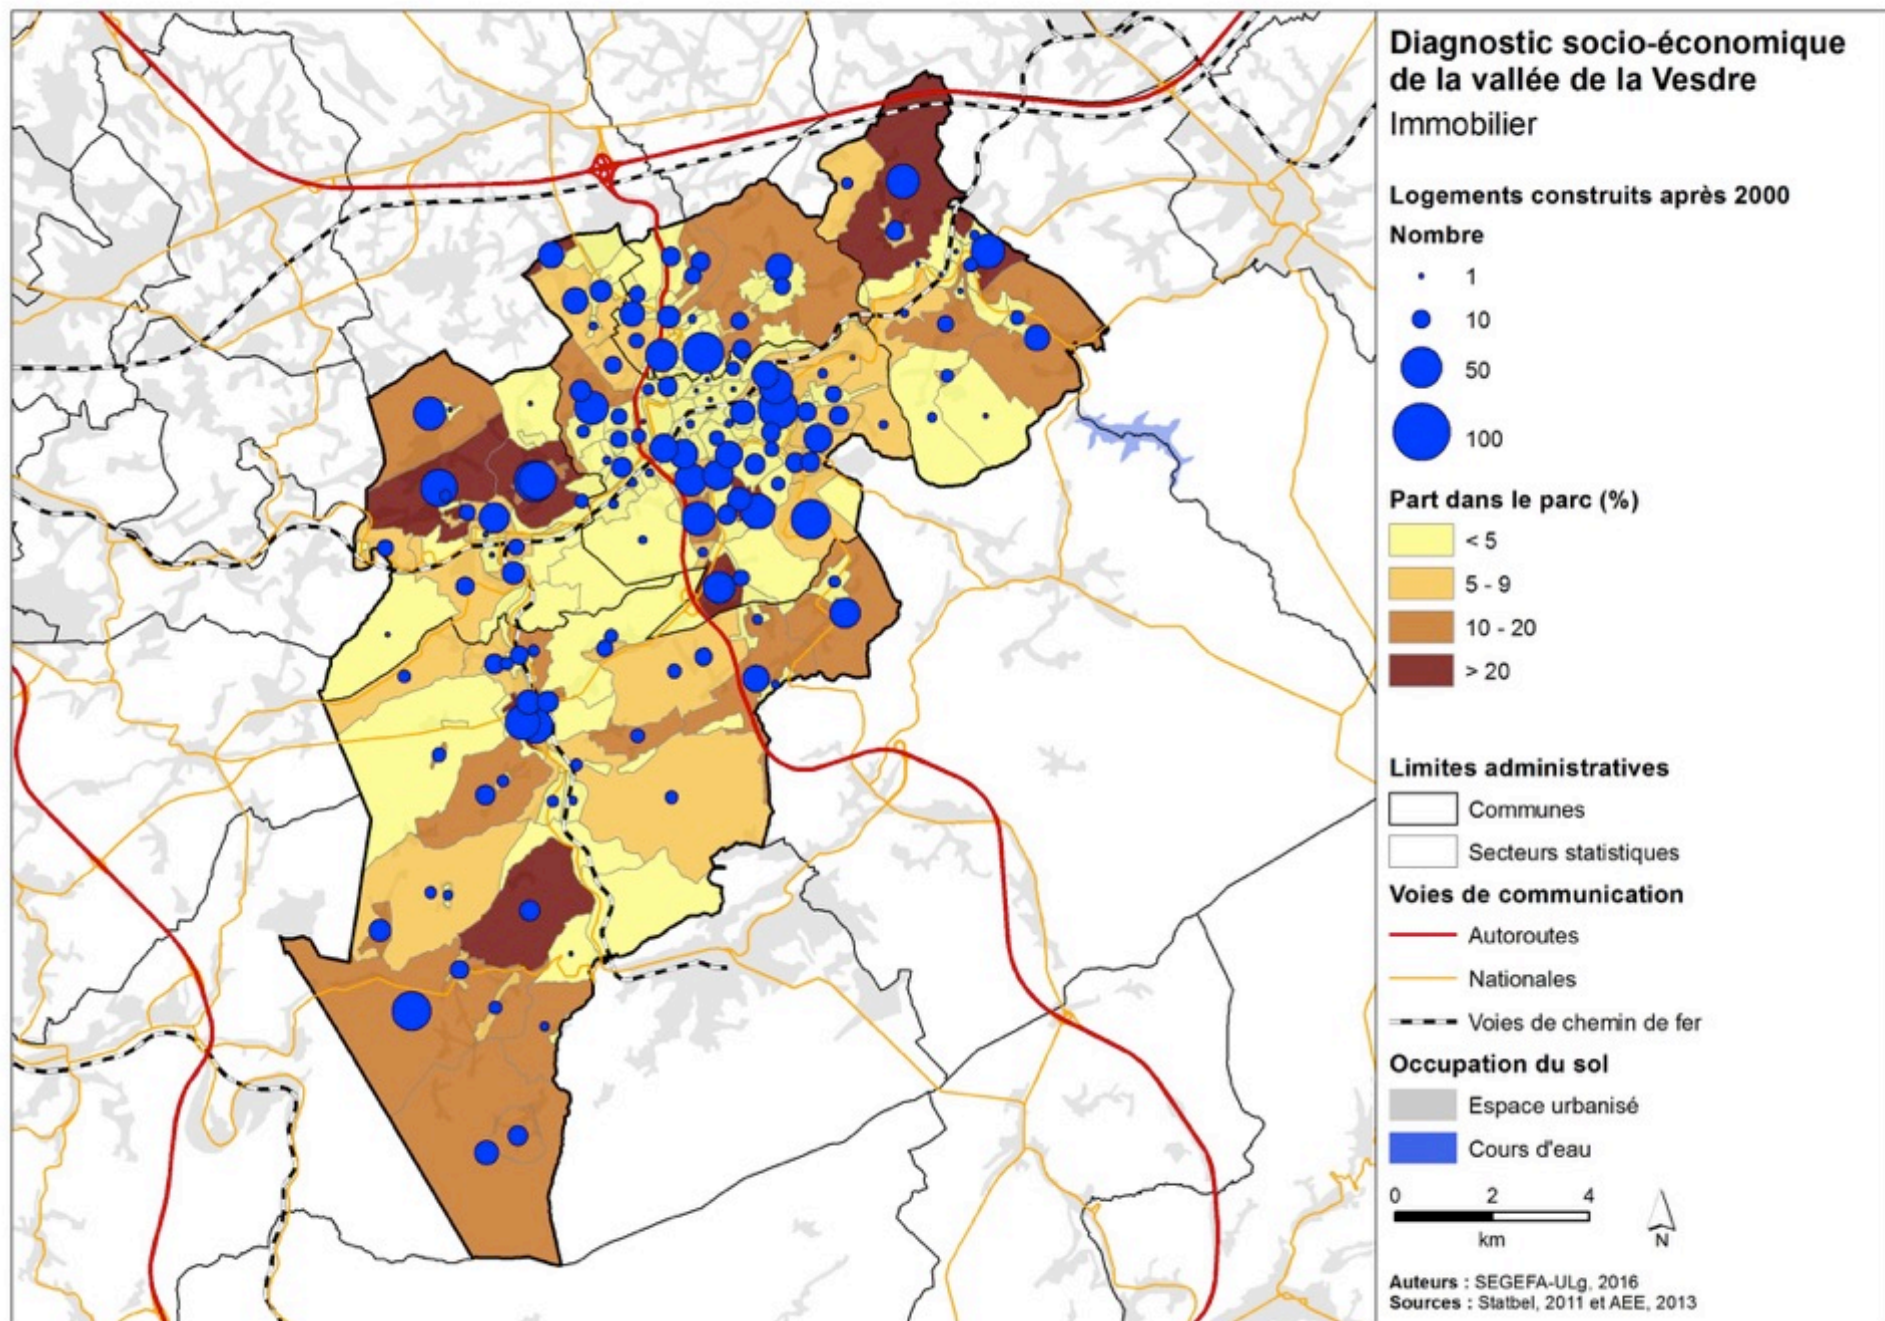 Diagnostic socio-économique
de la vallée de la Vesdre
Immobilier
Logements construits après 2000
Nombre
1
10
50
100
Part dans le parc (%)
< 5
5 - 9
10 - 20
> 20
Limites administratives
Communes
Secteurs statistiques
Voies de communication
Autoroutes
Nationales
Voies de chemin de fer
Occupation du sol
Espace urbanisé
Cours d'eau
0 2 4
km
N
Auteurs : SEGEFA-ULg, 2016
Sources : Statbel, 2011 et AEE, 2013